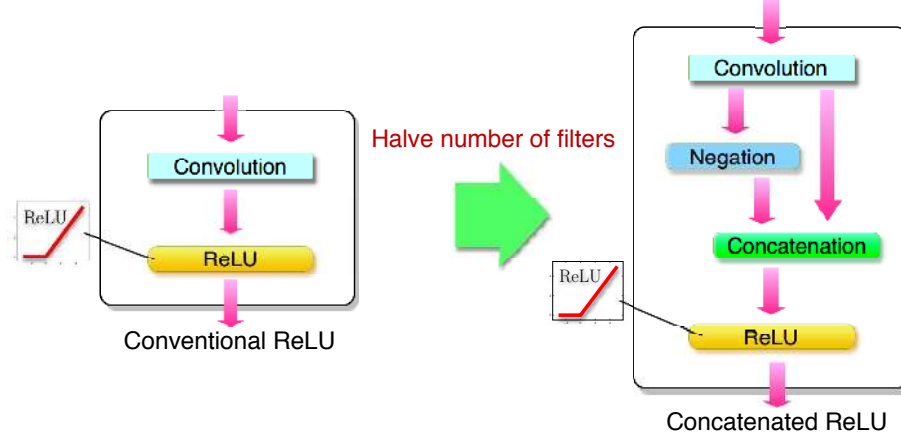 Convolution
ReLU
ReLU
Conventional ReLU
Halve number of filters
Convolution
Negation
Concatenation
ReLU
ReLU
Concatenated ReLU